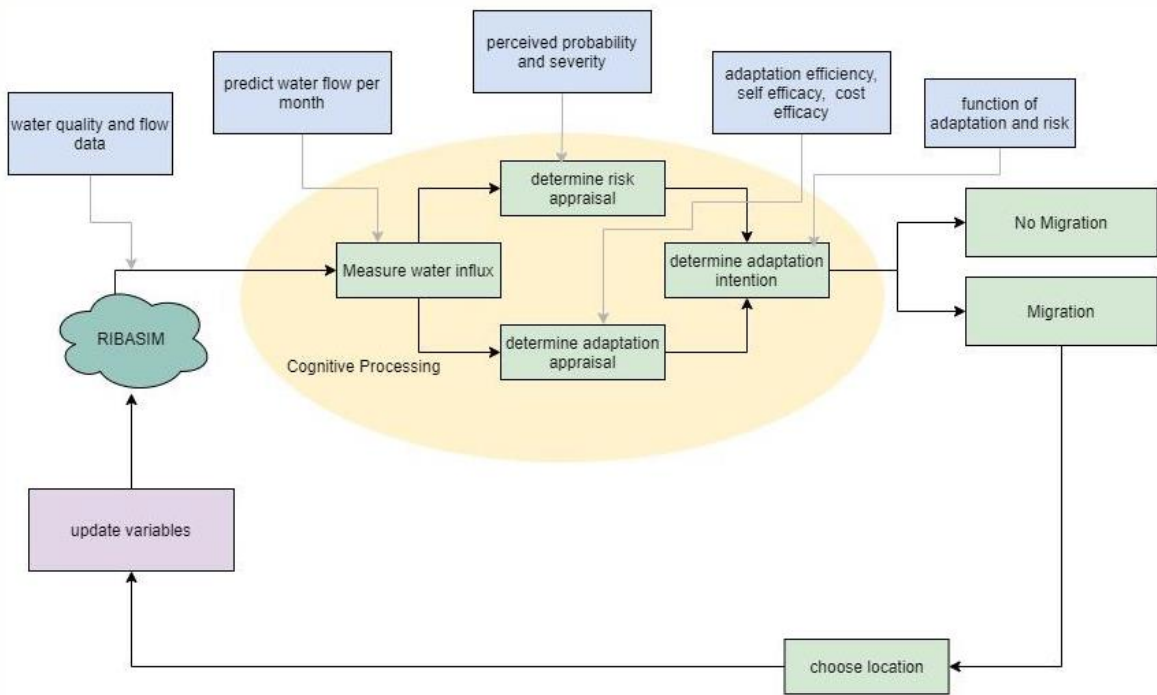 perceived probability
and severity
predict water flow per
month
adaptation efficiency,
self efficacy, cost
efficacy
water quality and flow
data
function of
adaptation and risk
determine risk
appraisal
No Migration
Measure water influx
determine adaptation
intention
Migration
RIBASIM
determine adaptation
appraisal
Cognitive Processing
update variables
choose location